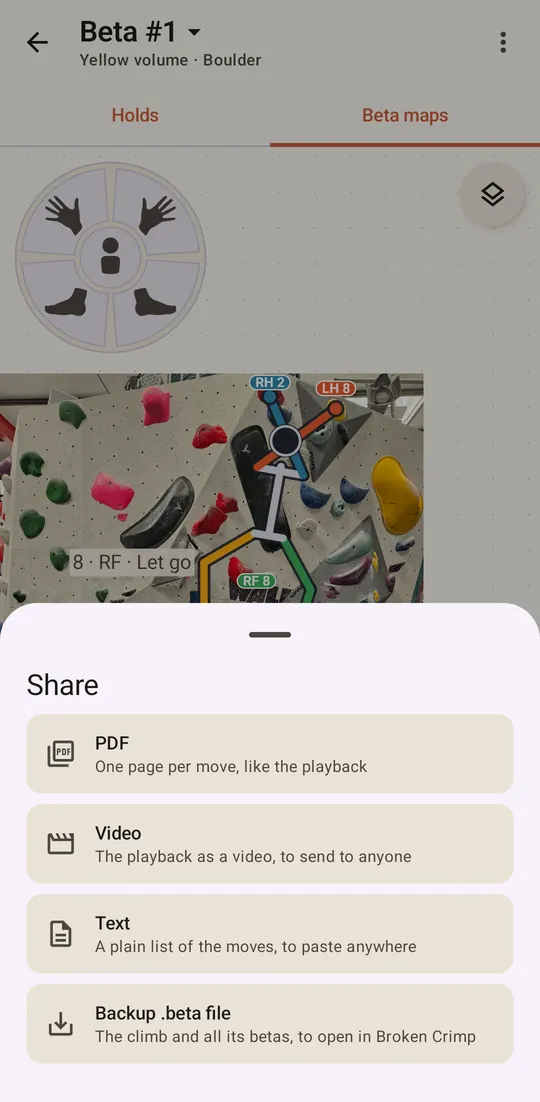 Beta #1
Yellow volume · Boulder
Holds
Beta maps
RH 2
LH 8
8 · RF · Let go
RF 8
Share
PDF
PDF
One page per move, like the playback
Video
The playback as a video, to send to anyone
Text
A plain list of the moves, to paste anywhere
Backup .beta file
The climb and all its betas, to open in Broken Crimp